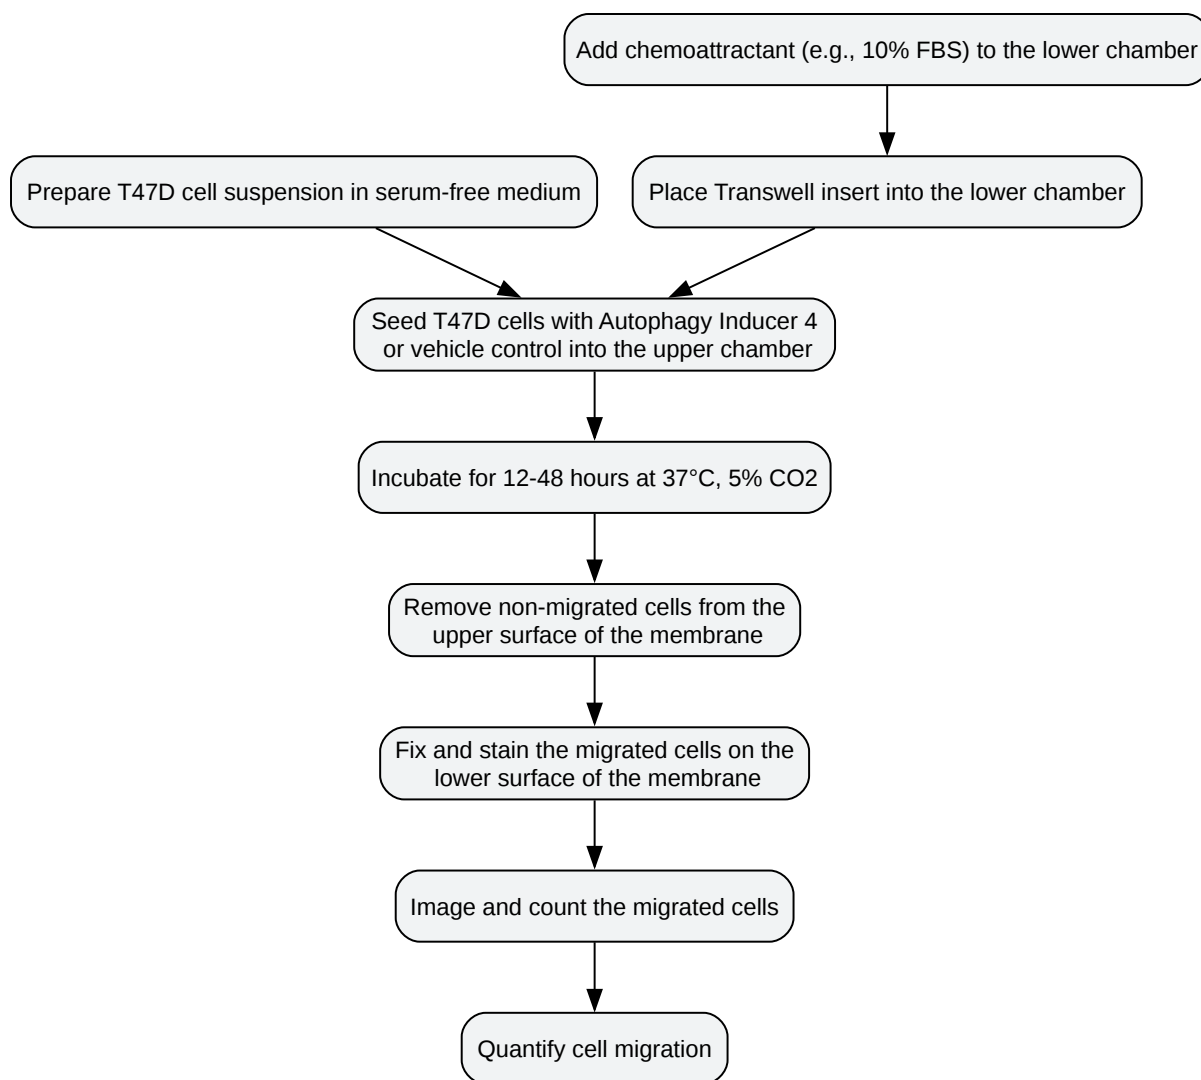 Add chemoattractant (e.g., 10% FBS) to the lower chamber
Prepare T47D cell suspension in serum-free medium
Place Transwell insert into the lower chamber
Seed T47D cells with Autophagy Inducer 4
or vehicle control into the upper chamber
Incubate for 12-48 hours at 37°C, 5% CO2
Remove non-migrated cells from the
upper surface of the membrane
Fix and stain the migrated cells on the
lower surface of the membrane
Image and count the migrated cells
Quantify cell migration